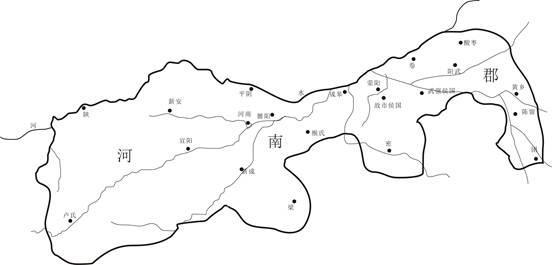 酸枣
卷
阳武
郡
荥阳
武强侯国
黄乡
故市侯国
陈留
圉
平阴
水
成皋
新安
河南
雒阳
缑氏
密
河
陕
宜阳
河
南
新成
卢氏
梁